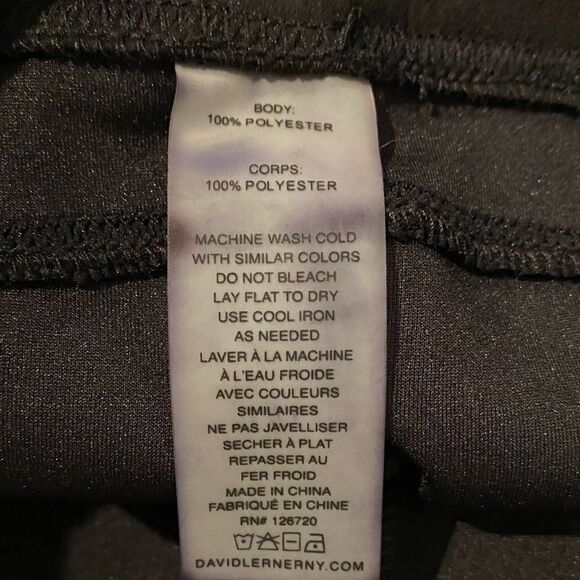 BODY:
100% POLYESTER
CORPS:
100% POLYESTER
MACHINE WASH COLD
WITH SIMILAR COLORS
DO NOT BLEACH
LAY FLAT TO DRY
USE COOL IRON
AS NEEDED
LAVER À LA MACHINE
À L'EAU FROIDE
AVEC COULEURS
SIMILAIRES
NE PAS JAVELLISER
SECHER À PLAT
REPASSER AU
FER FROID
MADE IN CHINA
FABRIQUÉ EN CHINE
RN# 126720
DAVIDLERNERNY.COM